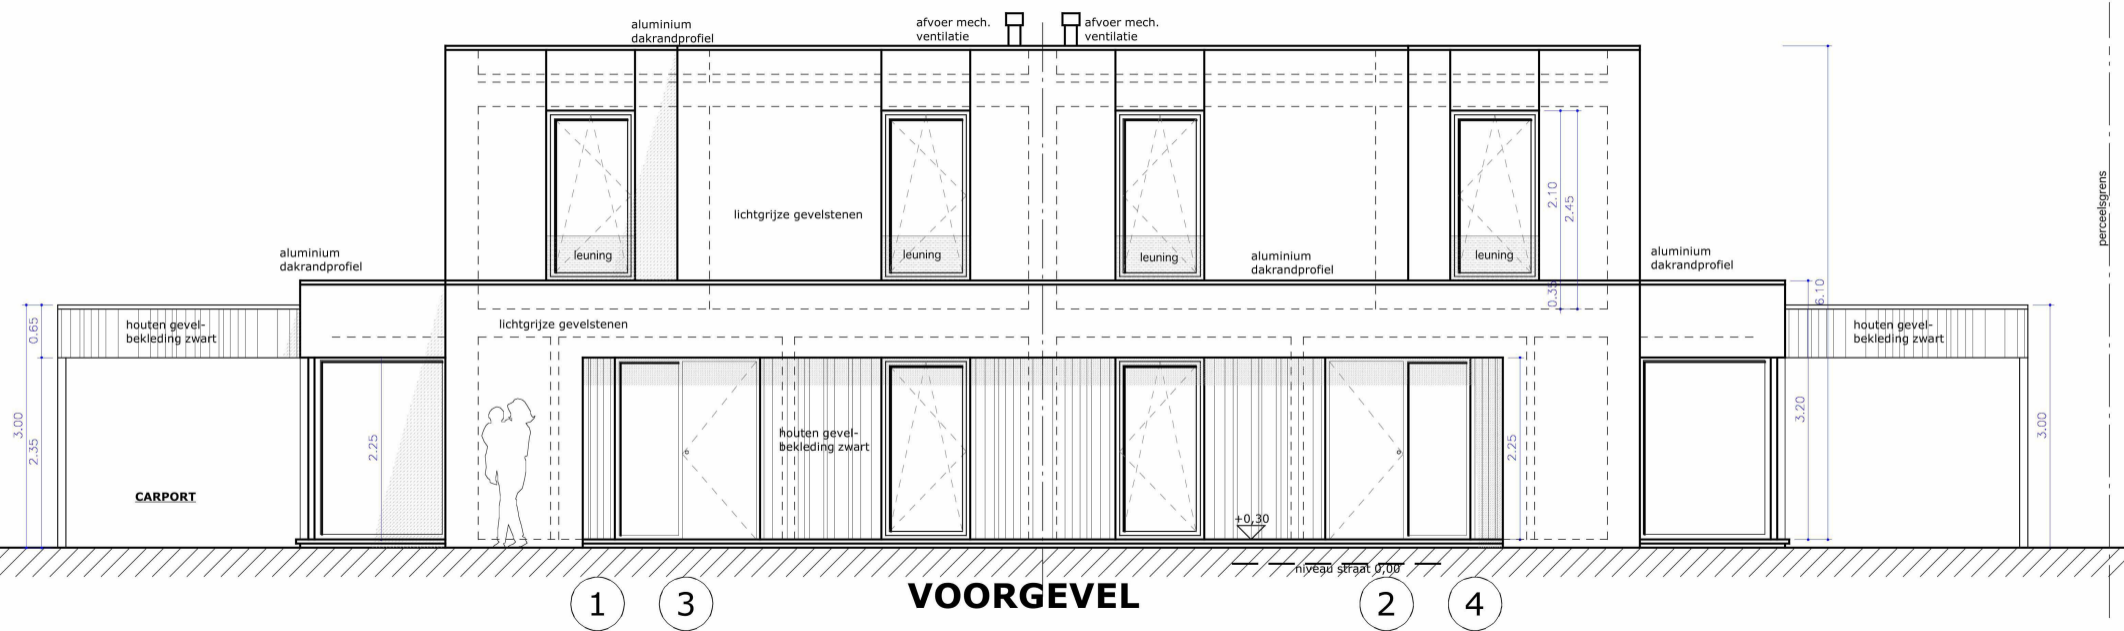 aluminium
dakrandprofiel
afvoer mech.
ventilatie
afvoer mech.
ventilatie
lichtgrijze gevelstenen
2.10
2.45
perceelsgrens
aluminium
dakrandprofiel
leuning
leuning
leuning
aluminium
dakrandprofiel
leuning
aluminium
dakrandprofiel
0.35
6.10
0.65
houten gevel-
bekleding zwart
lichtgrijze gevelstenen
houten gevel-
bekleding zwart
3.00
2.35
2.25
houten gevel-
bekleding zwart
2.25
3.20
3.00
CARPORT
+0,30
niveau straat 0,00
1
3
VOORGEVEL
2
4